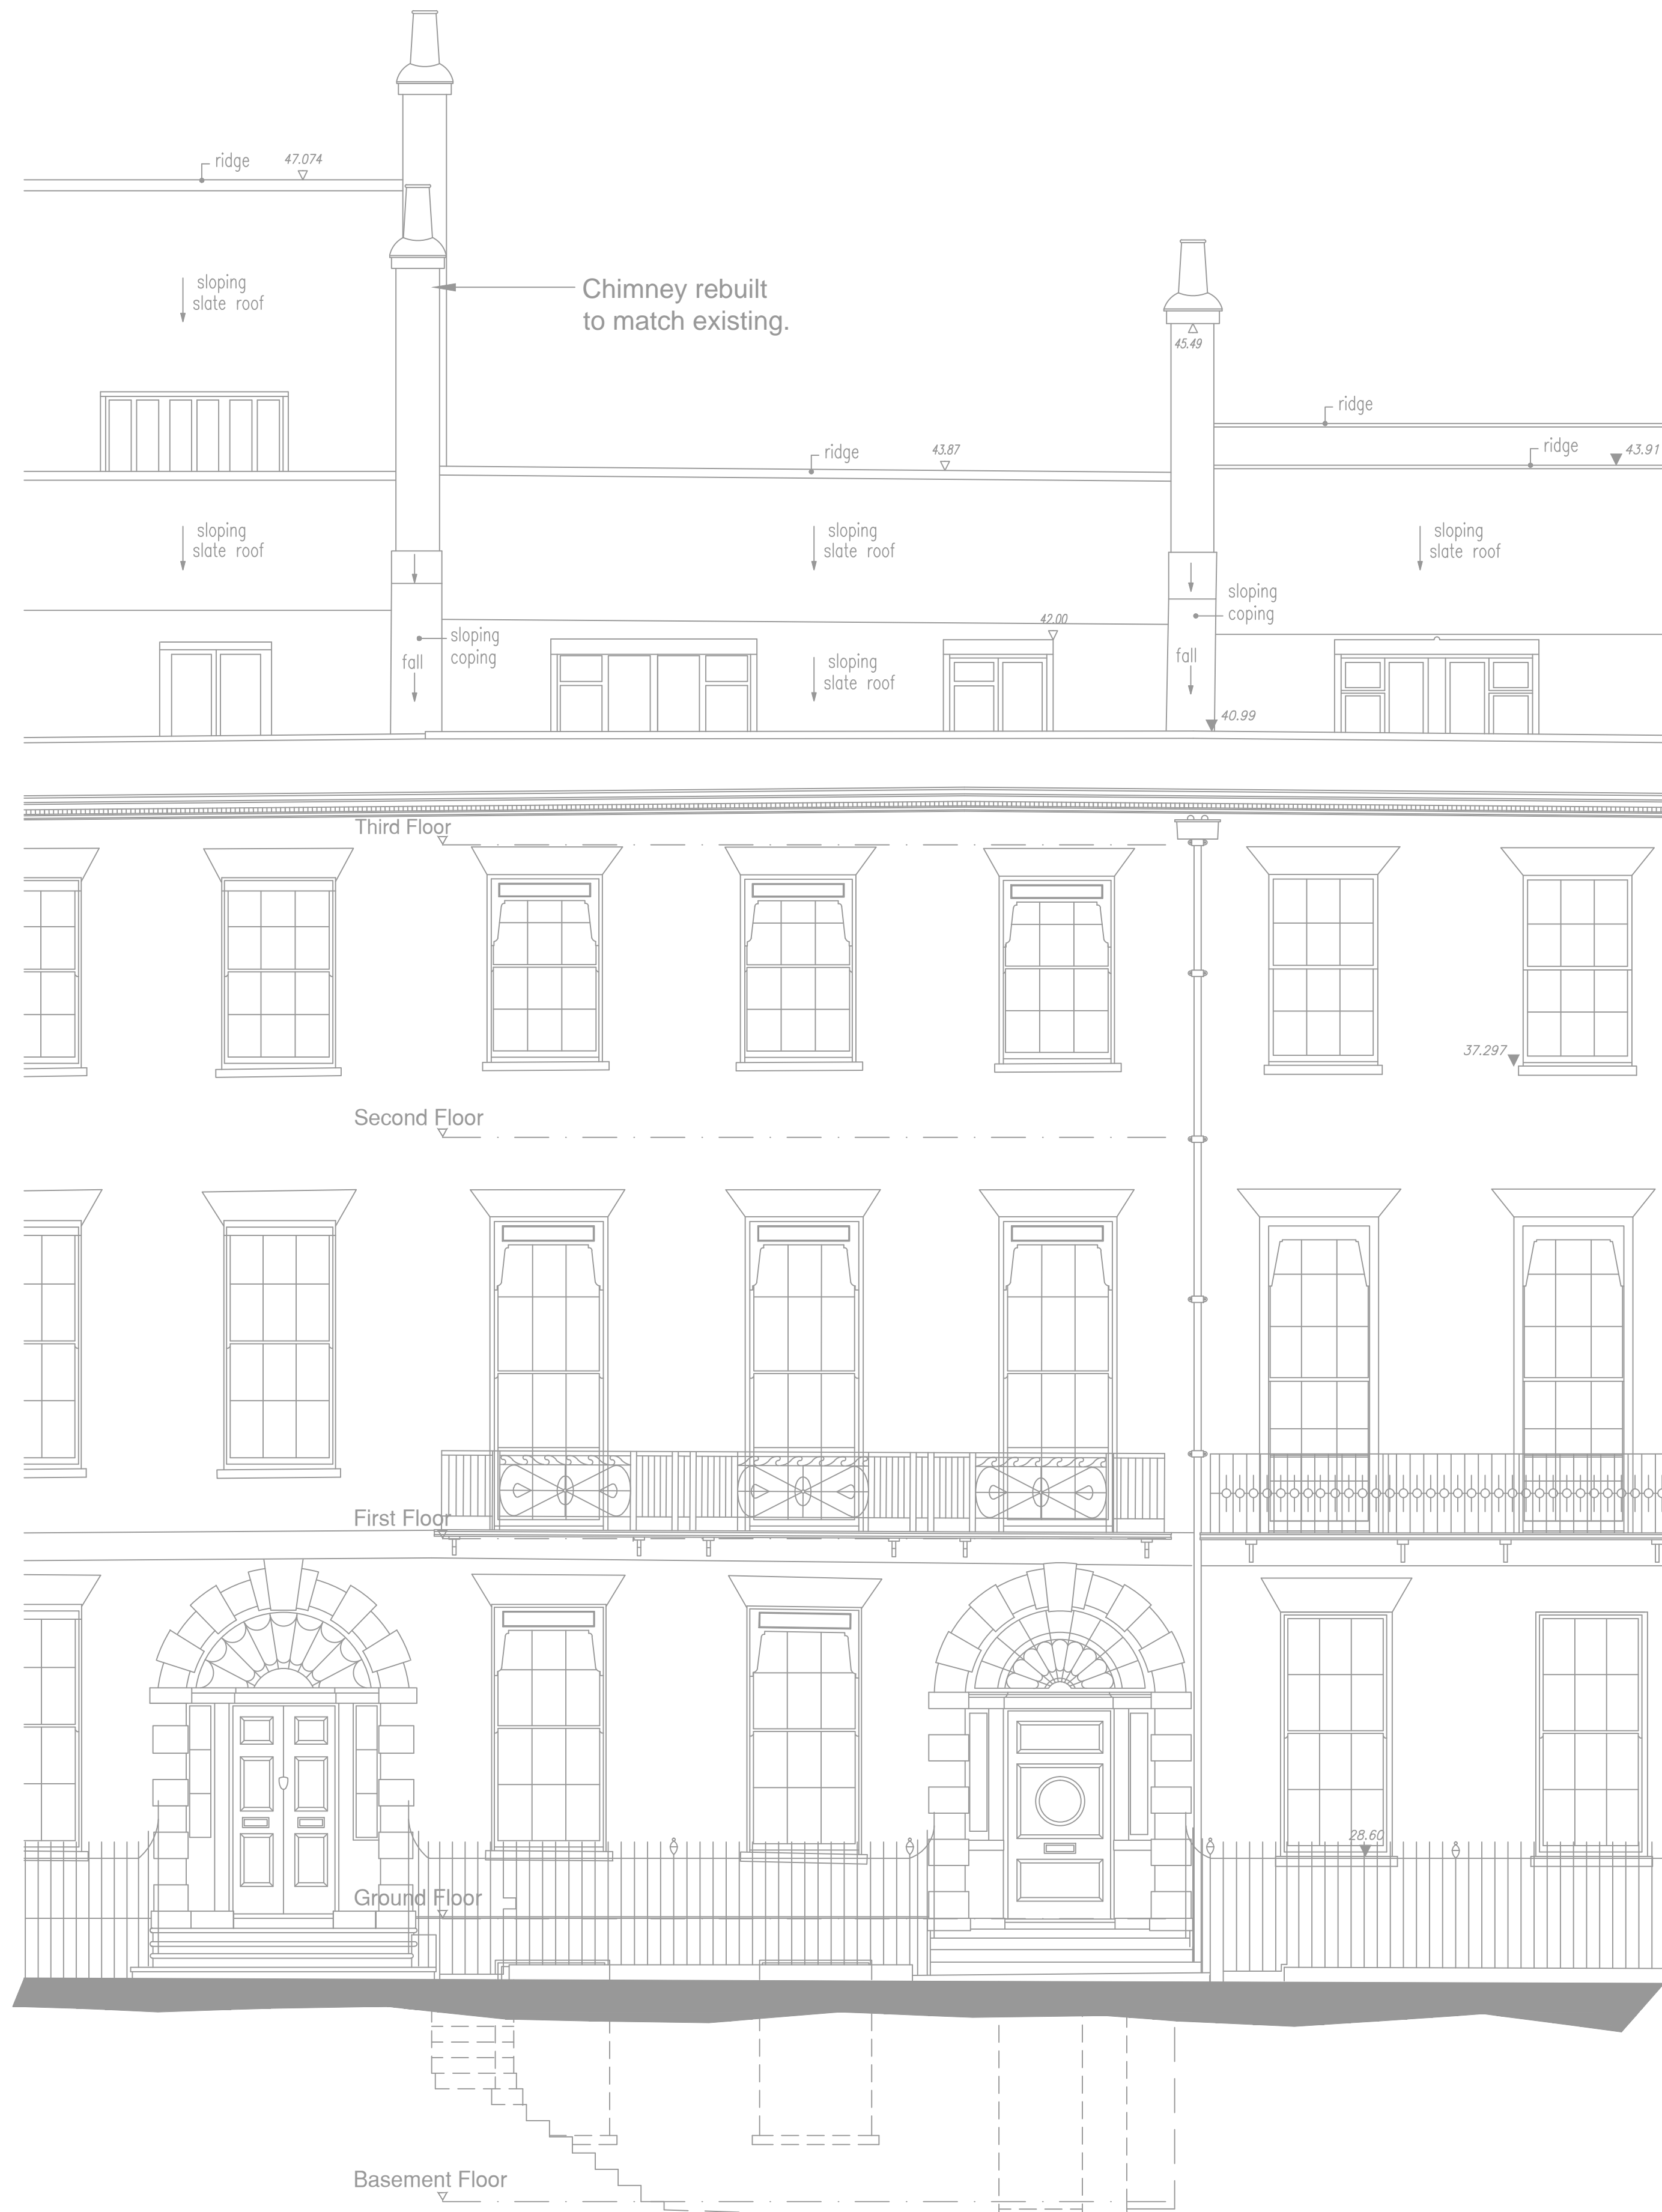 ridge
47.074
sloping
slate roof
Chimney rebuilt
to match existing.
45.49
ridge
ridge
43.87
ridge
43.91
sloping
slate roof
sloping
slate roof
sloping
slate roof
sloping
coping
42.00
sloping
coping
fall
sloping
slate roof
fall
40.99
Third Floor
37.297
Second Floor
First Floor
28.60
Ground Floor
Basement Floor